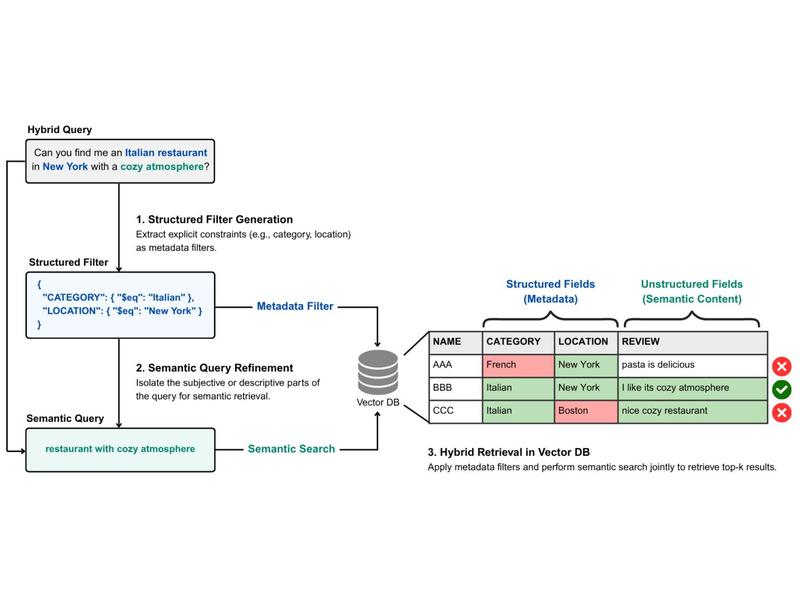 Hybrid Query
Can you find me an Italian restaurant
in New York with a cozy atmosphere?
1. Structured Filter Generation
Extract explicit constraints (e.g., category, location)
as metadata filters.
Structured Filter
{
"CATEGORY": { "$eq": "Italian" },
"LOCATION": { "$eq": "New York" }
}
Metadata Filter
2. Semantic Query Refinement
Isolate the subjective or descriptive parts of
the query for semantic retrieval.
Semantic Query
restaurant with cozy atmosphere
Semantic Search
Vector DB
Structured Fields
(Metadata)
Unstructured Fields
(Semantic Content)
NAME CATEGORY LOCATION REVIEW
AAA French New York pasta is delicious
BBB Italian New York I like its cozy atmosphere
CCC Italian Boston nice cozy restaurant
3. Hybrid Retrieval in Vector DB
Apply metadata filters and perform semantic search jointly to retrieve top-k results.